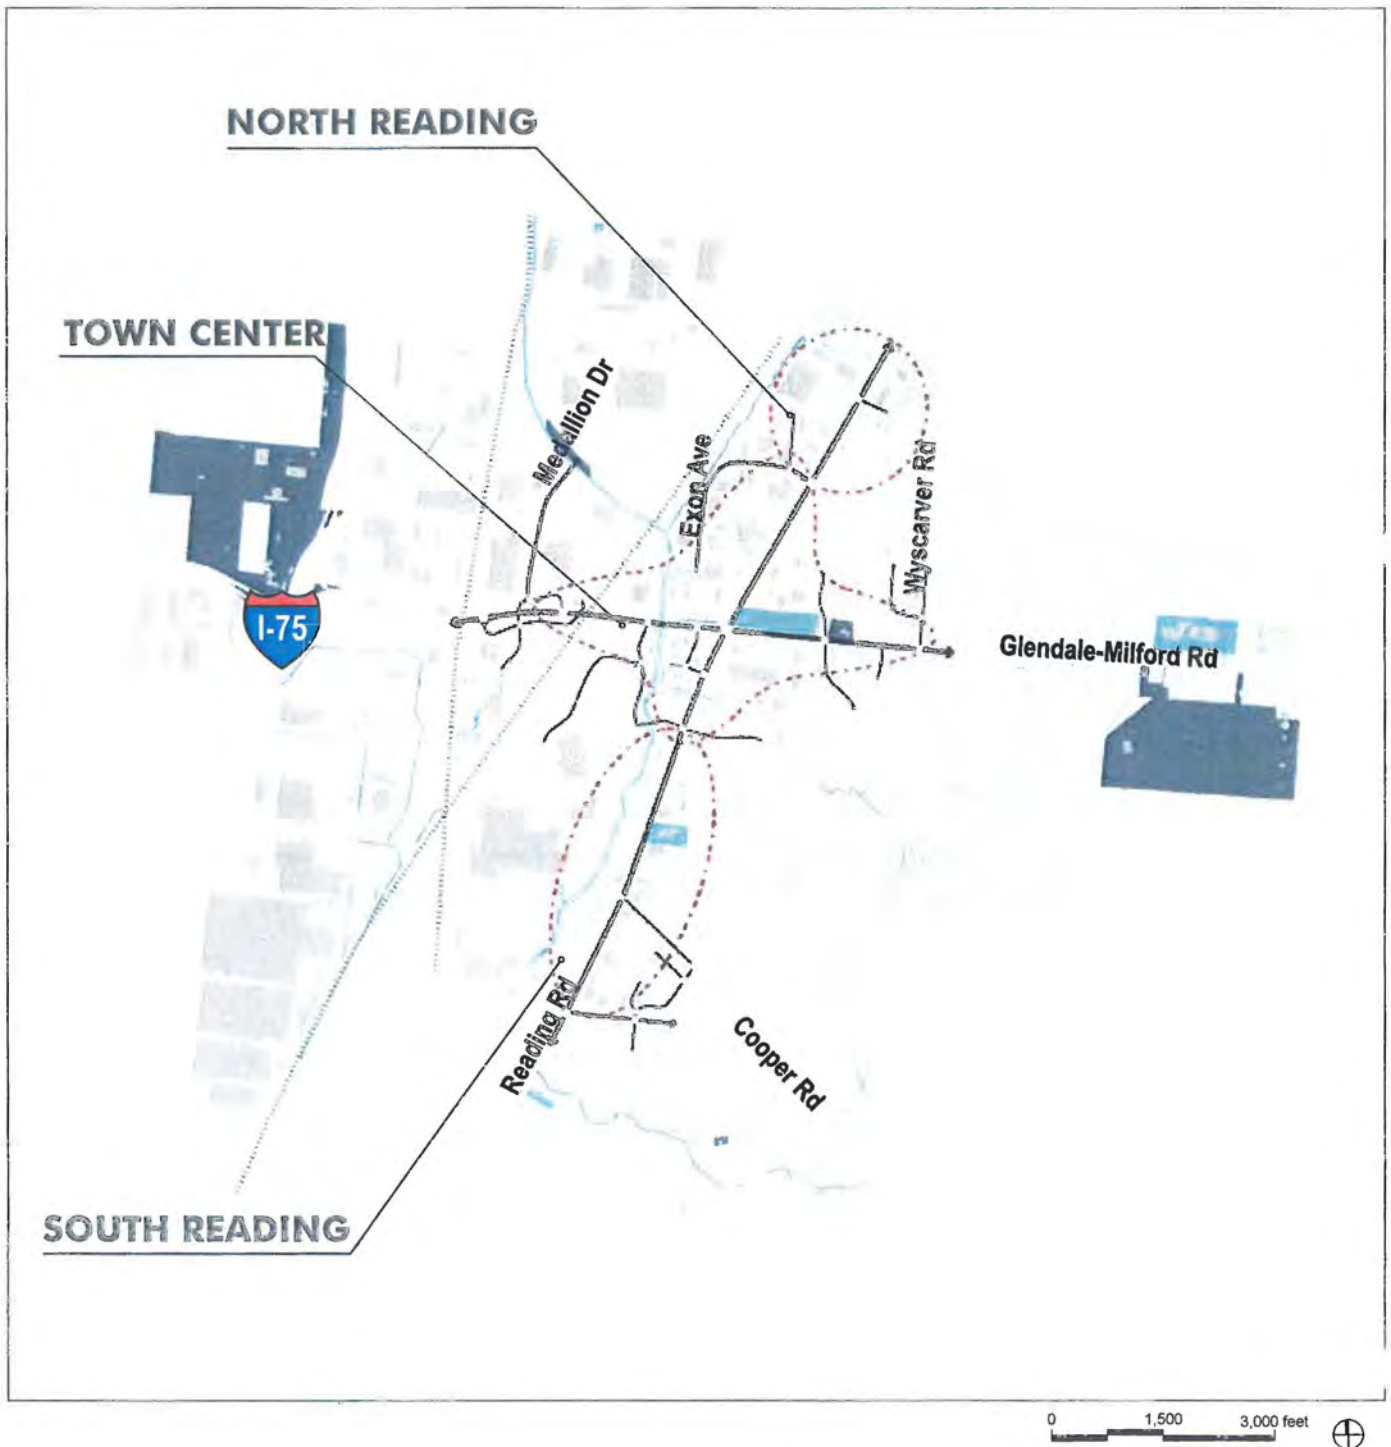 NORTH READING
TOWN CENTER
Medallion Dr
Exon Ave
Wyscarver Rd
I-75
Glendale-Milford Rd
Reading Rd
Cooper Rd
SOUTH READING
0 1,500 3,000 feet